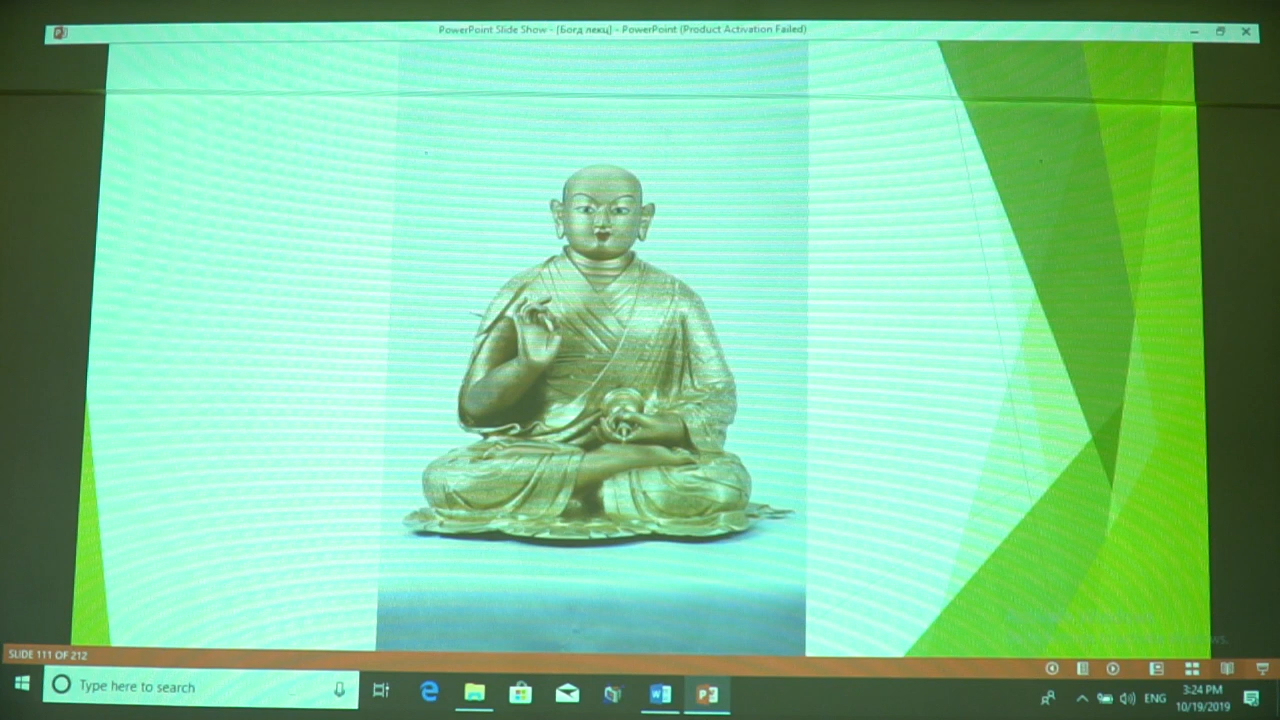 PowerPoint Slide Show - [Богд лекц] - PowerPoint (Product Activation Failed)
SLIDE 111 OF 212
Type here to search
ENG
3:24 PM
10/19/2019